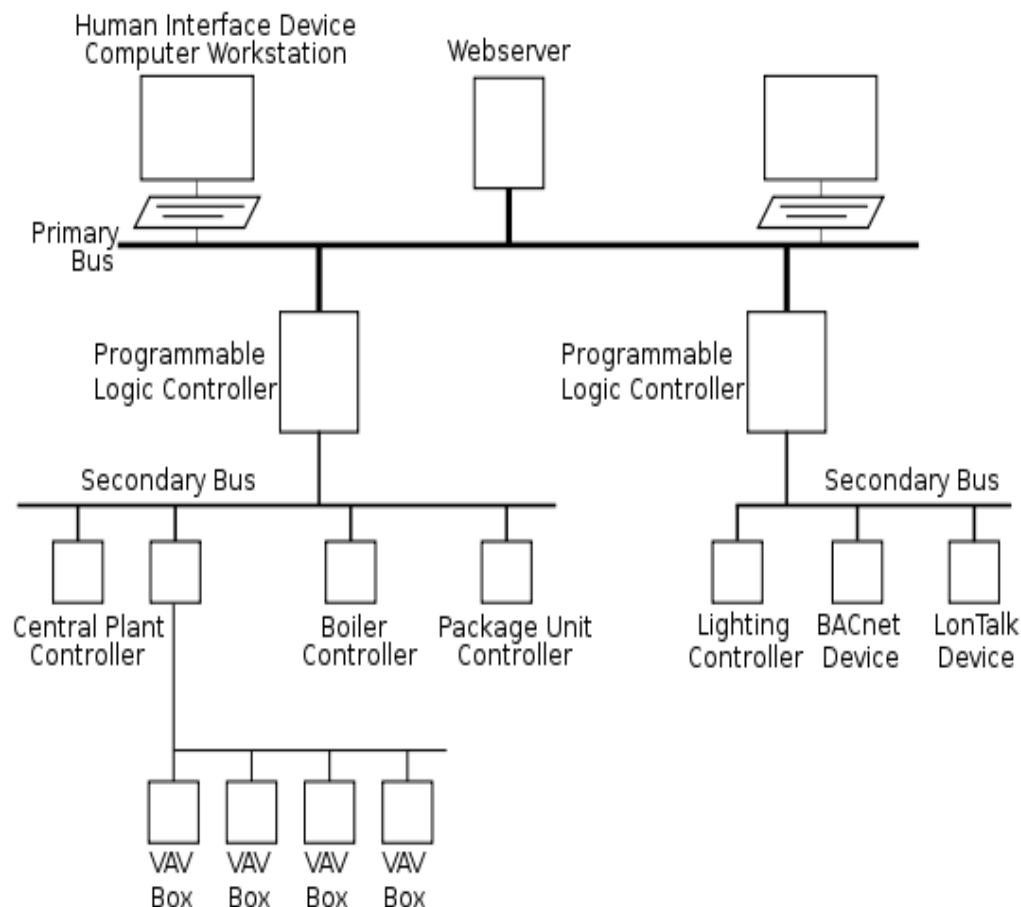 Human Interface Device
Computer Workstation
Webserver
Primary
Bus
Programmable
Logic Controller
Programmable
Logic Controller
Secondary Bus
Secondary Bus
Central Plant
Controller
Boiler
Controller
Package Unit
Controller
Lighting
Controller
BACnet
Device
LonTalk
Device
VAV
Box
VAV
Box
VAV
Box
VAV
Box